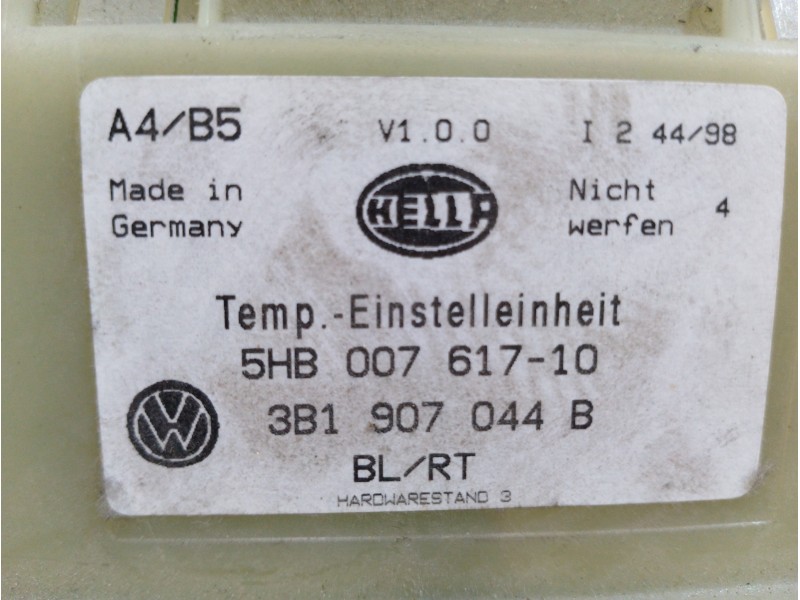 A4/B5 V1.0.0 I 2 44/98
Made in HELLA Nicht 4
Germany werfen
Temp.-Einstelleinheit
5HB 007 617-10
VW 3B1 907 044 B
BL/RT
HARDWARESTAND 3